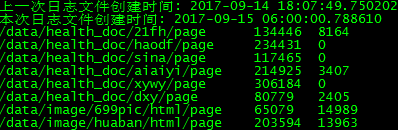 上一次日志文件创建时间: 2017-09-14 18:07:49.750202
本次日志文件创建时间: 2017-09-15 06:00:00.788610
/data/health_doc/21fh/page 134446 8164
/data/health_doc/haodf/page 234431 0
/data/health_doc/sina/page 117465 0
/data/health_doc/aiaiyi/page 214925 3407
/data/health_doc/xywy/page 306184 0
/data/health_doc/dxy/page 80779 2405
/data/image/699pic/html/page 65079 14989
/data/image/huaban/html/page 203594 13963